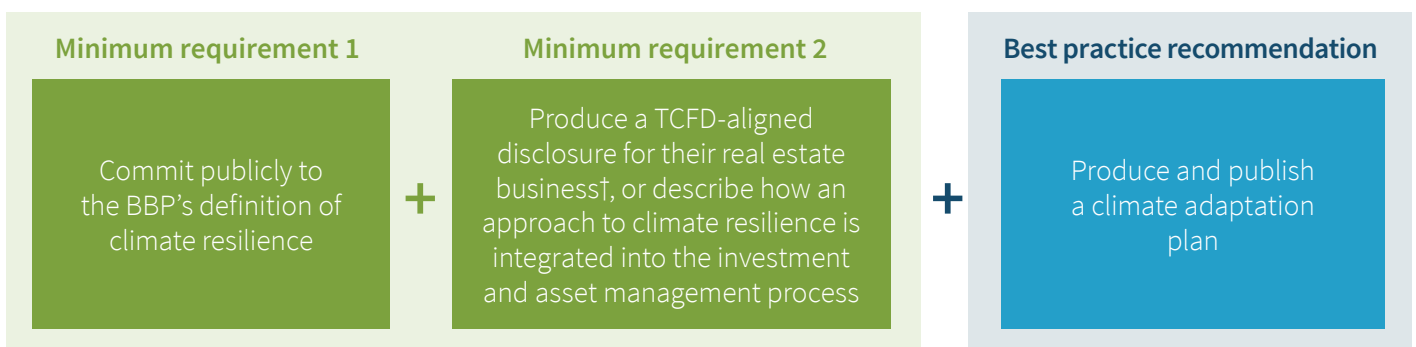 Minimum requirement 1
Commit publicly to
the BBP's definition of
climate resilience
+
Minimum requirement 2
Produce a TCFD-aligned
disclosure for their real estate
business†, or describe how an
approach to climate resilience is
integrated into the investment
and asset management process
+
Best practice recommendation
Produce and publish
a climate adaptation
plan